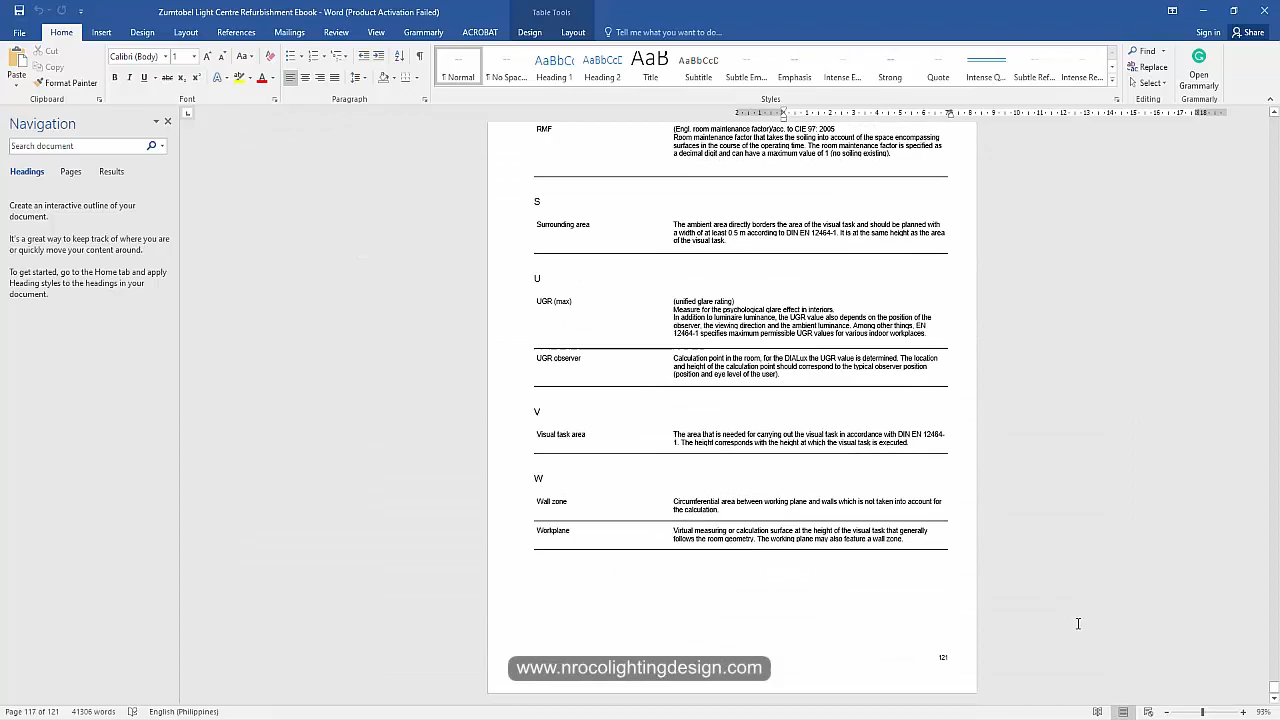 Zumtobel Light Centre Refurbishment Ebook - Word (Product Activation Failed)
Table Tools
File Home Insert Draw Design Layout References Mailings Review View Grammarly ACROBAT Design Layout Tell me what you want to do... Sign in Share
Paste
Cut
Copy
Format Painter
Clipboard
Calibri (Body) 1
Font
Paragraph
AaBbCc AaBbCcE AaB AaBbCcD
¶ Normal ¶ No Spac... Heading 1 Heading 2 Title Subtitle Subtle Em... Emphasis Intense E... Strong Quote Intense Q... Subtle Ref... Intense Re...
Styles
Find
Replace
Select
Editing
Open
Grammarly
Grammarly
Navigation
Search document
Headings Pages Results
Create an interactive outline of your
document.
It's a great way to keep track of where you are
or quickly move your content around.
To get started, go to the Home tab and apply
Heading styles to the headings in your
document.
RMF (Engl. room maintenance factor)/acc. to CIE 97: 2005
Room maintenance factor that takes the soiling into account of the space encompassing
surfaces in the course of the operating time. The room maintenance factor is specified as
a decimal digit and can have a maximum value of 1 (no soiling existing).
S
Surrounding area The ambient area directly borders the area of the visual task and should be planned with
a width of at least 0.5 m according to DIN EN 12464-1. It is at the same height as the area
of the visual task.
U
UGR (max) (unified glare rating)
Measure for the psychological glare effect in interiors.
In addition to luminaire luminance, the UGR value also depends on the position of the
observer, the viewing direction and the ambient luminance. Among other things, EN
12464-1 specifies maximum permissible UGR values for various indoor workplaces.
UGR observer Calculation point in the room, for the DIALux the UGR value is determined. The location
and height of the calculation point should correspond to the typical observer position
(position and eye level of the user).
V
Visual task area The area that is needed for carrying out the visual task in accordance with DIN EN 12464-
1. The height corresponds with the height at which the visual task is executed.
W
Wall zone Circumferential area between working plane and walls which is not taken into account for
the calculation.
Workplane Virtual measuring or calculation surface at the height of the visual task that generally
follows the room geometry. The working plane may also feature a wall zone.
121
www.nrocolightingdesign.com
Page 117 of 121 41306 words English (Philippines) 93%